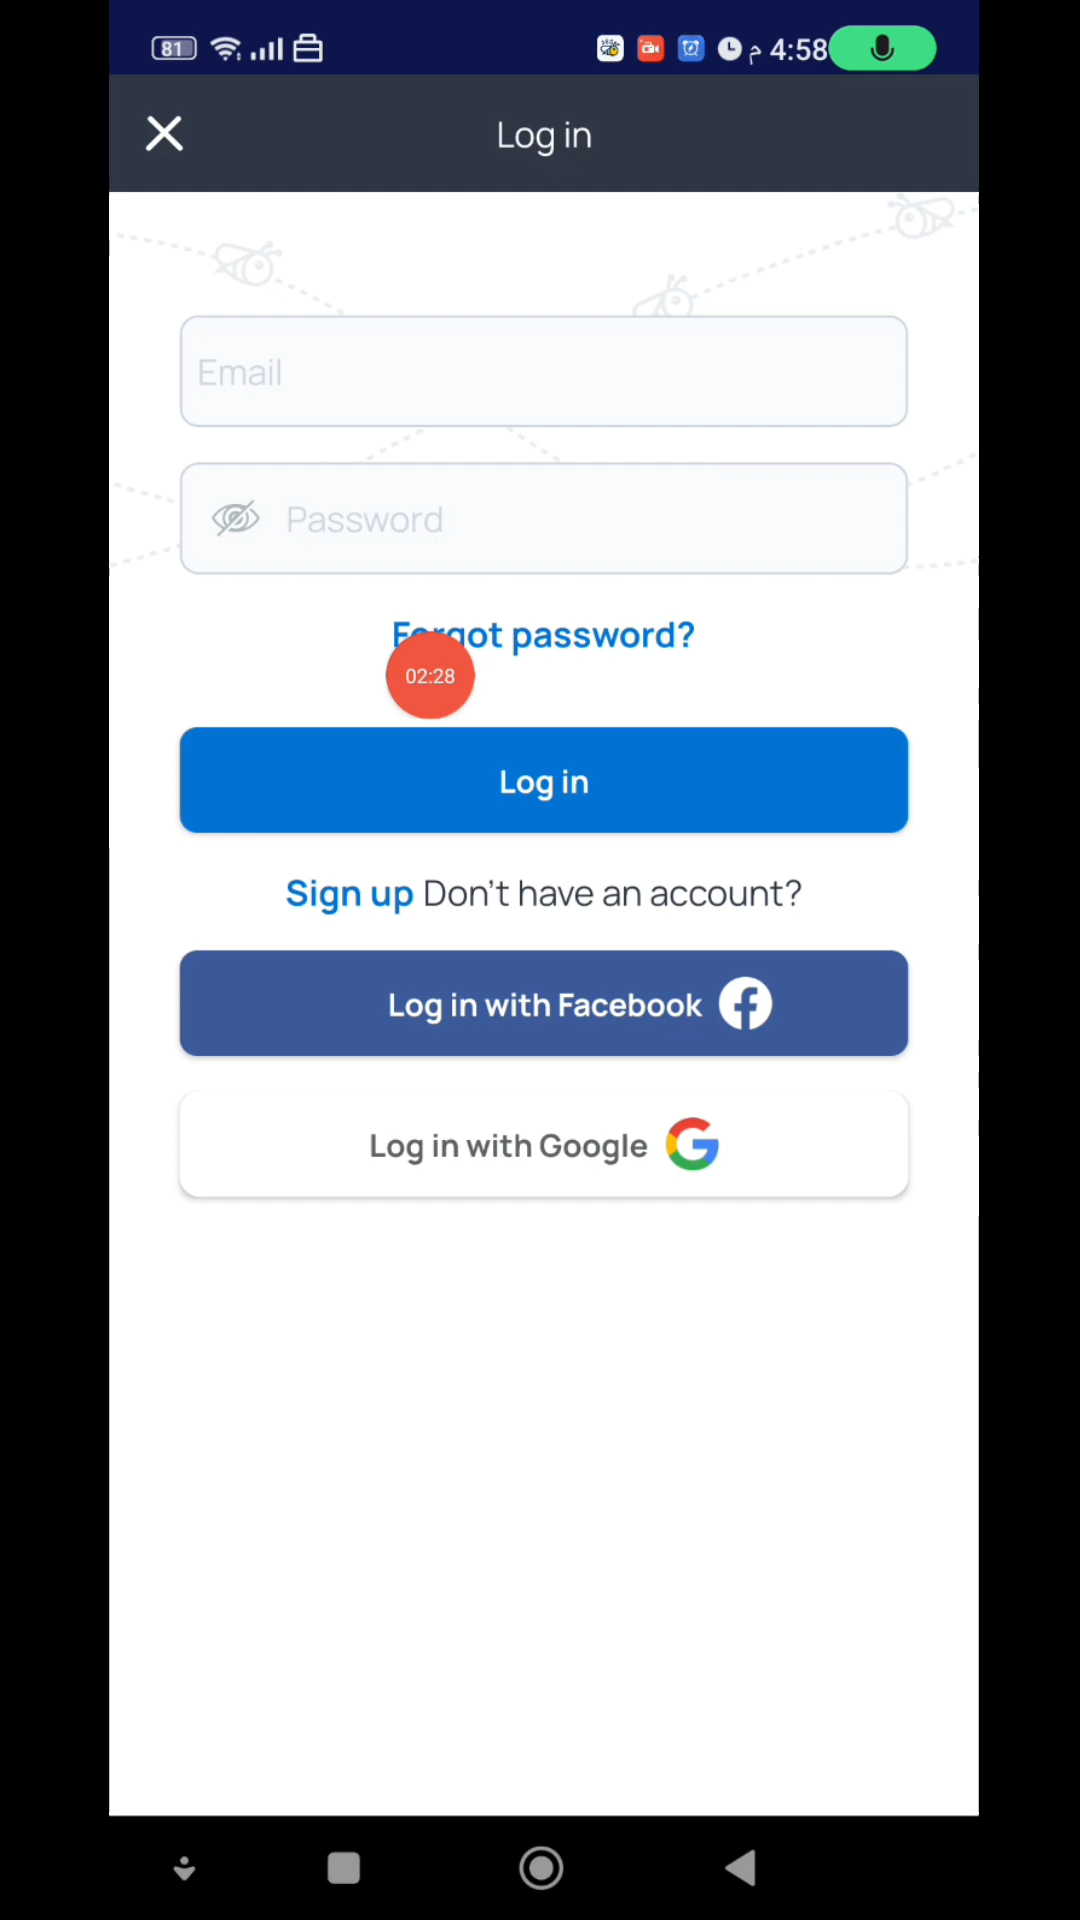 81 م 4:58
Log in
Email
Password
Forgot password?
02:28
Log in
Sign up Don't have an account?
Log in with Facebook
Log in with Google